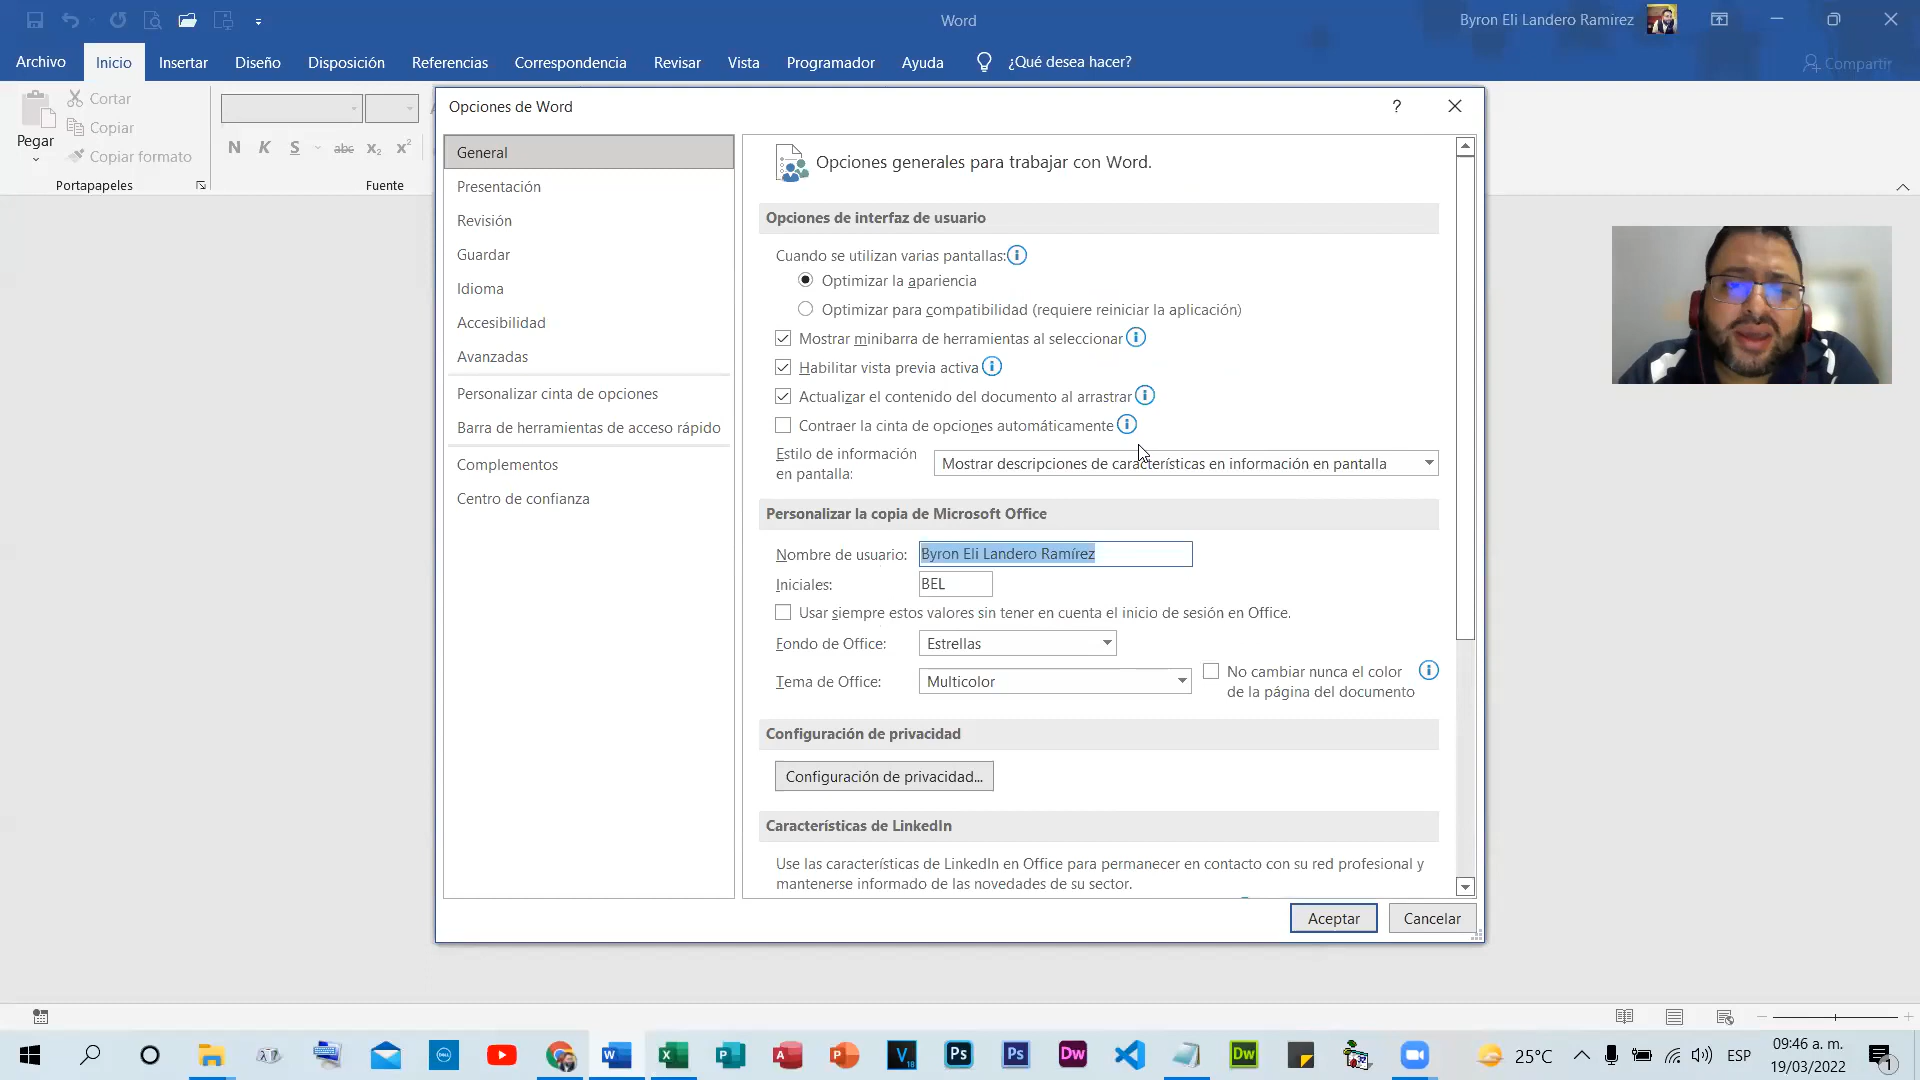 Word
Byron Eli Landero Ramirez
Archivo
Inicio
Insertar
Diseño
Disposición
Referencias
Correspondencia
Revisar
Vista
Programador
Ayuda
¿Qué desea hacer?
Compartir
Pegar
Cortar
Copiar
Copiar formato
Portapapeles
N K S abc x₂ x²
Fuente
Opciones de Word
?
General
Presentación
Revisión
Guardar
Idioma
Accesibilidad
Avanzadas
Personalizar cinta de opciones
Barra de herramientas de acceso rápido
Complementos
Centro de confianza
Opciones generales para trabajar con Word.
Opciones de interfaz de usuario
Cuando se utilizan varias pantallas:
Optimizar la apariencia
Optimizar para compatibilidad (requiere reiniciar la aplicación)
Mostrar minibarra de herramientas al seleccionar
Habilitar vista previa activa
Actualizar el contenido del documento al arrastrar
Contraer la cinta de opciones automáticamente
Estilo de información
en pantalla:
Mostrar descripciones de características en información en pantalla
Personalizar la copia de Microsoft Office
Nombre de usuario: Byron Eli Landero Ramírez
Iniciales: BEL
Usar siempre estos valores sin tener en cuenta el inicio de sesión en Office.
Fondo de Office: Estrellas
Tema de Office: Multicolor
No cambiar nunca el color
de la página del documento
Configuración de privacidad
Configuración de privacidad...
Características de LinkedIn
Use las características de LinkedIn en Office para permanecer en contacto con su red profesional y
mantenerse informado de las novedades de su sector.
Aceptar
Cancelar
25°C
ESP
09:46 a. m.
19/03/2022
1